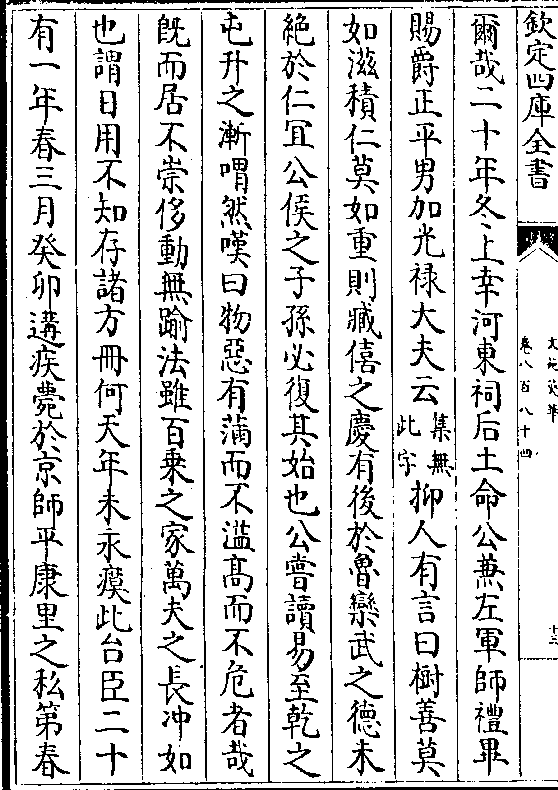 欽定四庫全書
文苑英華
卷八百八十四
十三
爾哉二十年冬上幸河東祠后土命公兼左軍師禮畢
賜爵正平男加光禄大夫云集無此字抑人有言曰樹善莫
如滋積仁莫如重則臧僖之慶有後於魯欒武之德未
絶於仁冝公侯之子孫必復其始也公嘗讀易至乾之
屯升之漸喟然嘆曰物惡有滿而不溢髙而不危者哉
既而居不崇侈動無踰法雖百乗之家萬夫之長冲如
也謂日用不知存諸方冊何天年未永瘼此台臣二十
有一年春三月癸卯遘疾薨於京師平康里之私第春